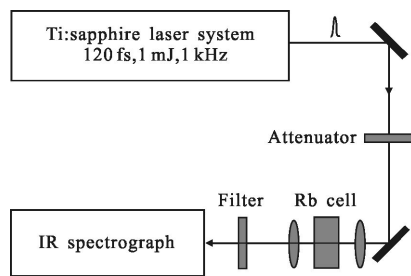 Ti:sapphire laser system
120 fs,1 mJ,1 kHz
Attenuator
Filter
Rb cell
IR spectrograph